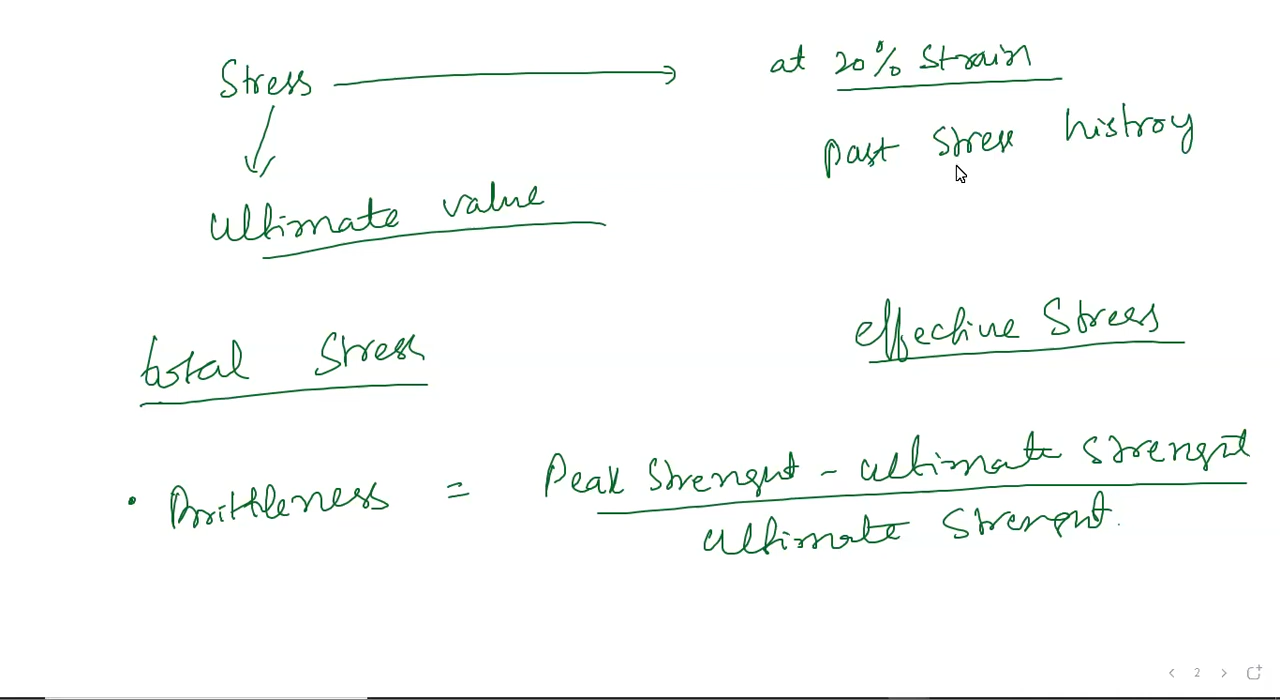 Stress → at 20% strain
past stress histroy
ultimate value
total stress effective stress
• Brittleness = Peak strength - ultimate strength
ultimate strength.
2